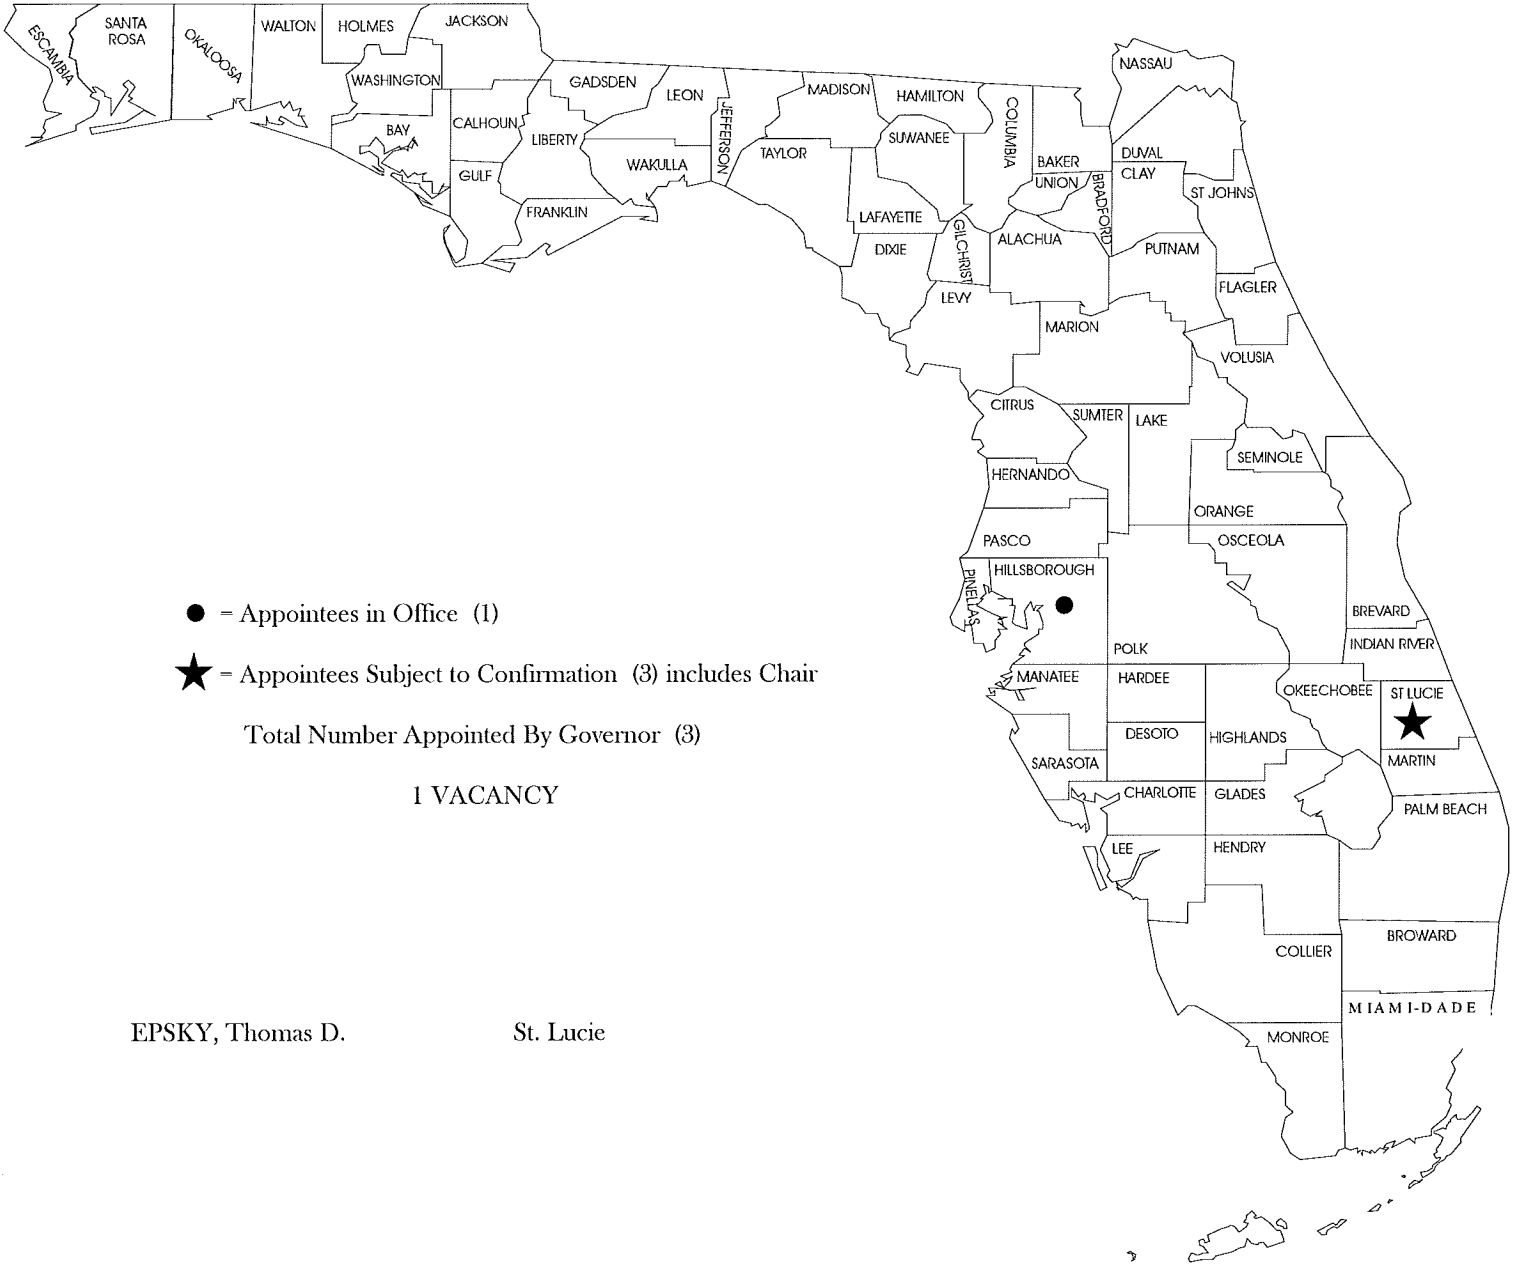 ESCAMBIA
SANTA
ROSA
OKALOOSA
WALTON
HOLMES
JACKSON
WASHINGTON
BAY
CALHOUN
GULF
GADSDEN
LIBERTY
FRANKLIN
LEON
WAKULLA
JEFFERSON
MADISON
TAYLOR
HAMILTON
SUWANEE
LAFAYETTE
DIXIE
COLUMBIA
GILCHRIST
NASSAU
BAKER
DUVAL
UNION
BRADFORD
CLAY
ST JOHNS
ALACHUA
PUTNAM
LEVY
FLAGLER
MARION
VOLUSIA
CITRUS
SUMTER
LAKE
SEMINOLE
HERNANDO
ORANGE
PASCO
OSCEOLA
PINELLAS
HILLSBOROUGH
BREVARD
POLK
INDIAN RIVER
MANATEE
HARDEE
OKEECHOBEE
ST LUCIE
DESOTO
HIGHLANDS
SARASOTA
MARTIN
CHARLOTTE
GLADES
PALM BEACH
LEE
HENDRY
BROWARD
COLLIER
MIAMI-DADE
MONROE
= Appointees in Office (1)
= Appointees Subject to Confirmation (3) includes Chair
Total Number Appointed By Governor (3)
1 VACANCY
EPSKY, Thomas D. St. Lucie